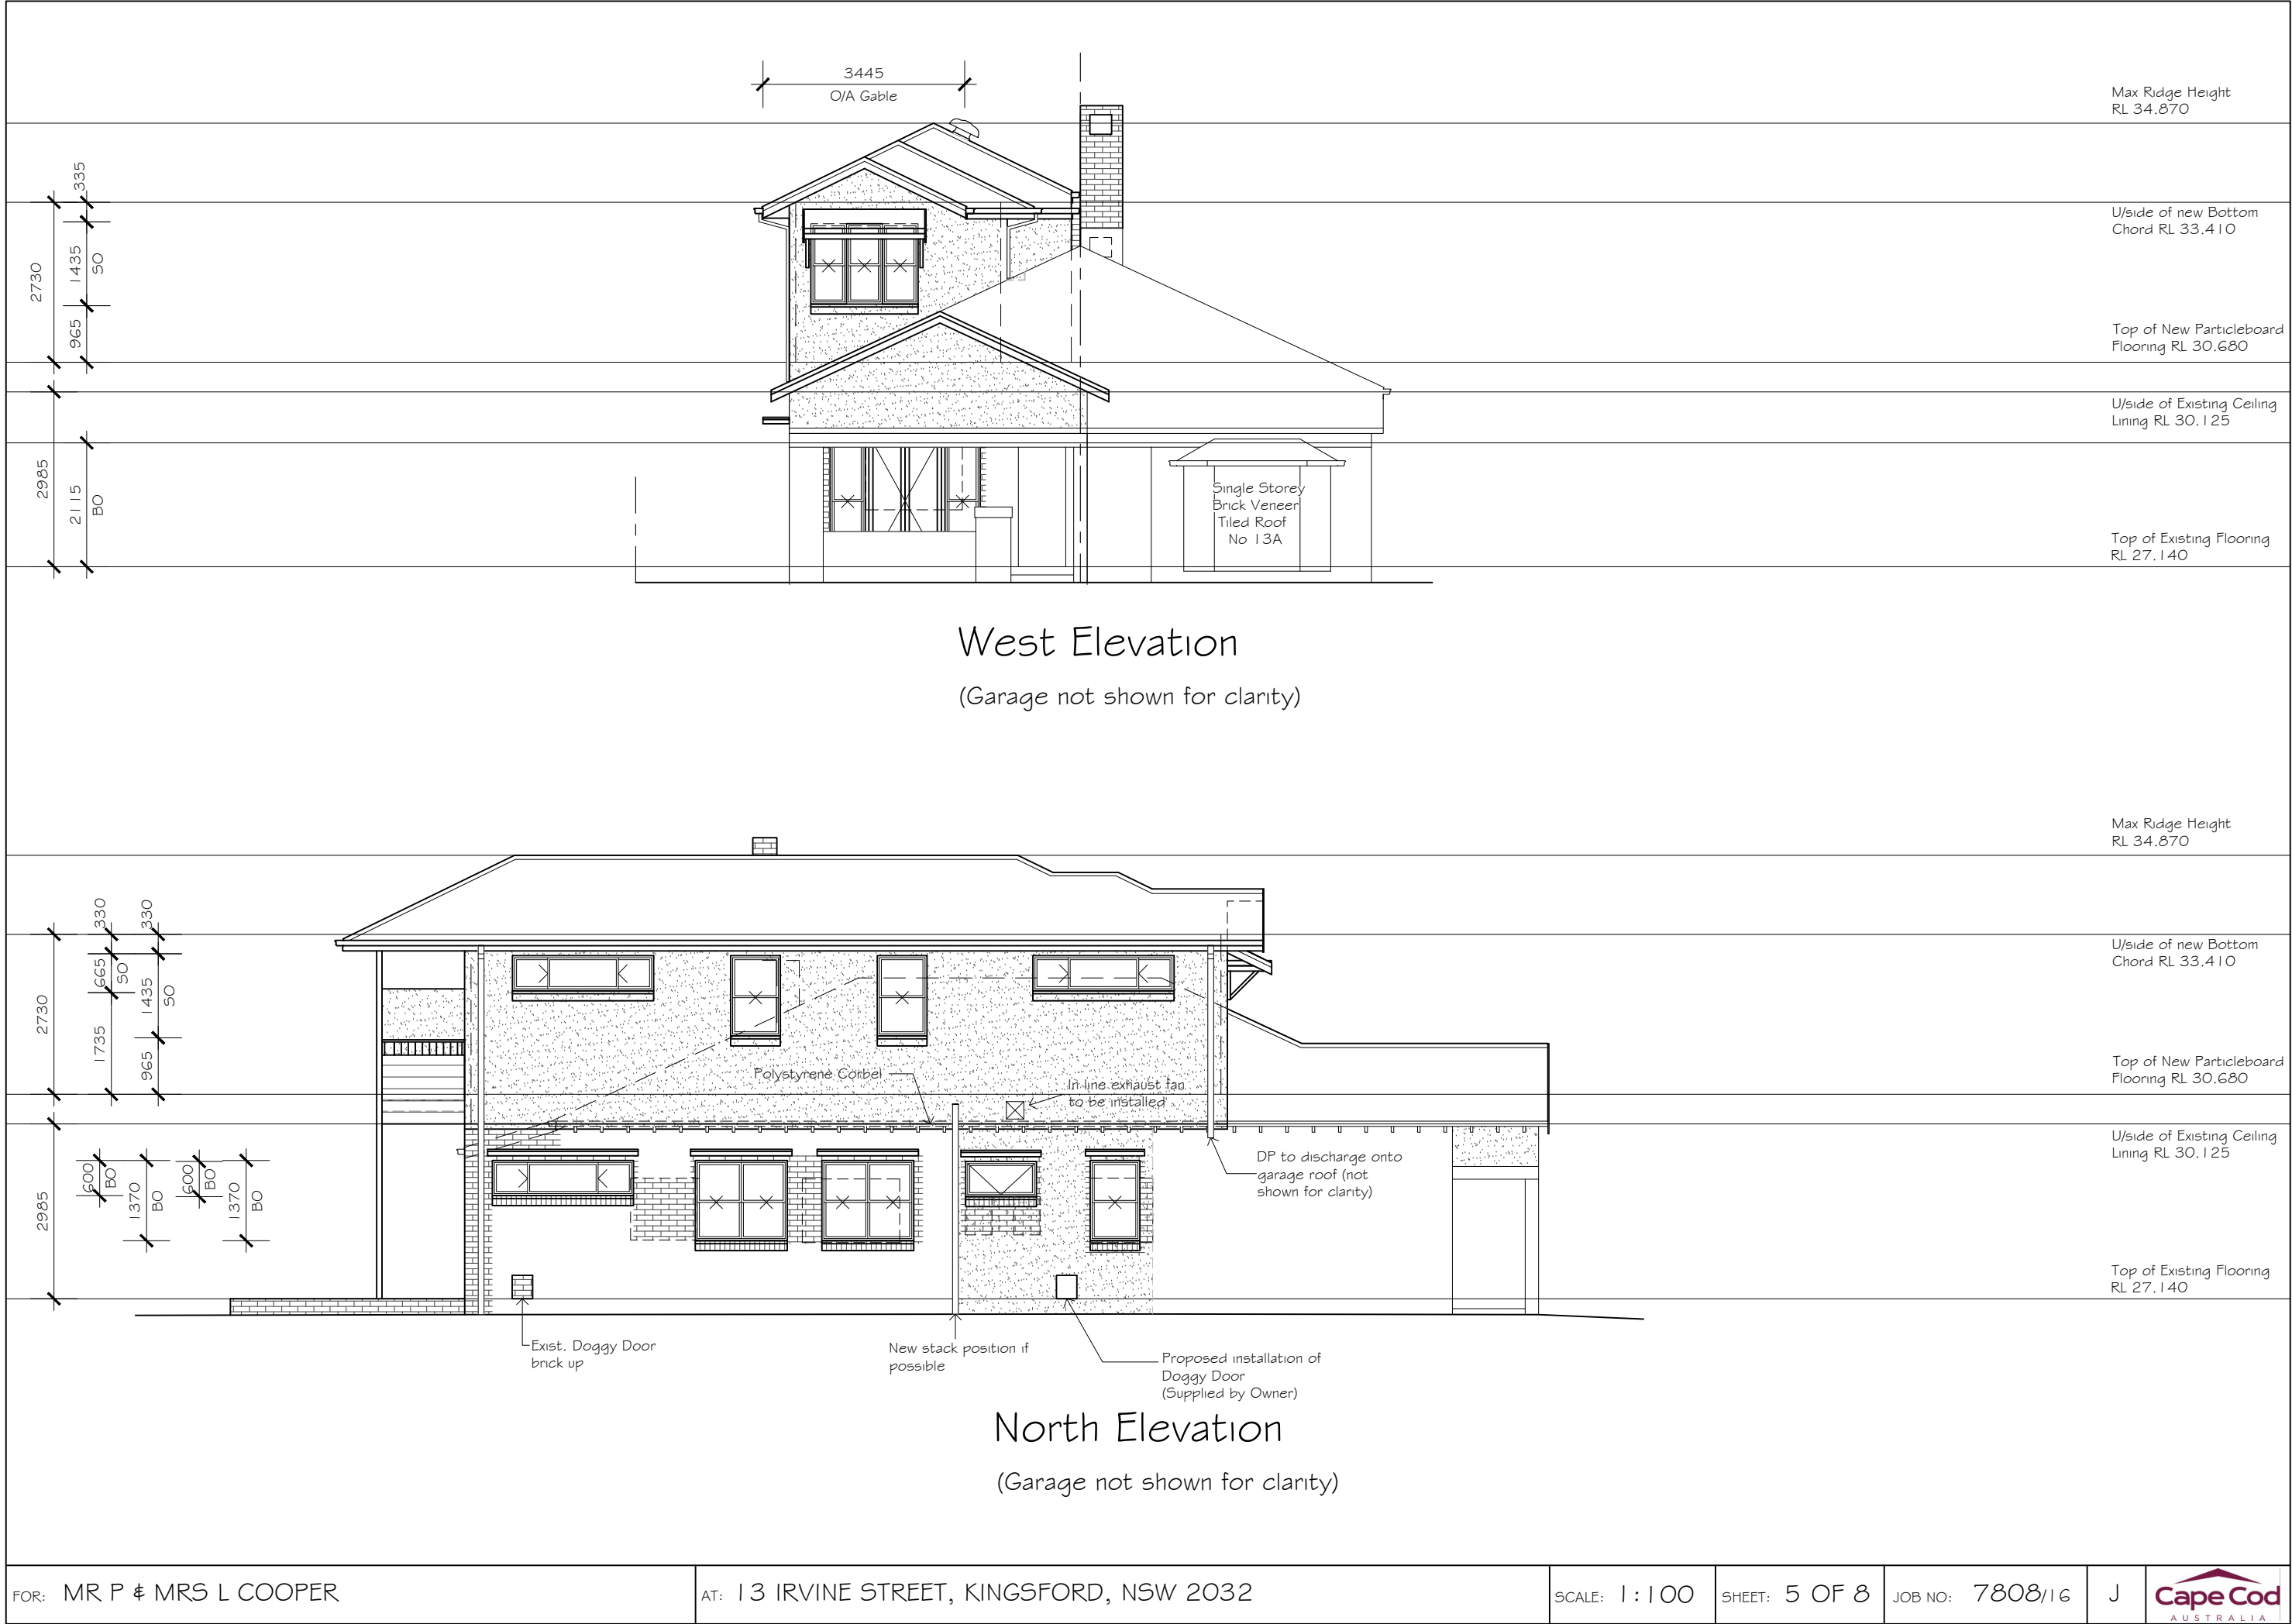 3445
O/A Gable
Max Ridge Height
RL 34.870
335
1435
SO
965
2730
U/side of new Bottom
Chord RL 33.410
Top of New Particleboard
Flooring RL 30.680
U/side of Existing Ceiling
Lining RL 30.125
2985
2115
BO
Single Storey
Brick Veneer
Tiled Roof
No 13A
Top of Existing Flooring
RL 27.140
West Elevation
(Garage not shown for clarity)
Max Ridge Height
RL 34.870
330
330
665
SO
1435
SO
2730
1735
965
U/side of new Bottom
Chord RL 33.410
Polystyrene Corbel
In line exhaust fan
to be installed
Top of New Particleboard
Flooring RL 30.680
U/side of Existing Ceiling
Lining RL 30.125
600
BO
1370
BO
600
BO
1370
BO
2985
DP to discharge onto
garage roof (not
shown for clarity)
Top of Existing Flooring
RL 27.140
Exist. Doggy Door
brick up
New stack position if
possible
Proposed installation of
Doggy Door
(Supplied by Owner)
North Elevation
(Garage not shown for clarity)
FOR: MR P & MRS L COOPER
AT: 13 IRVINE STREET, KINGSFORD, NSW 2032
SCALE: 1:100
SHEET: 5 OF 8
JOB NO: 7808/16
J
Cape Cod
AUSTRALIA